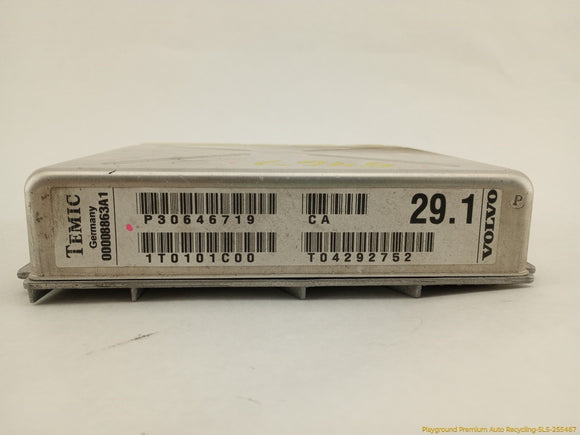 TEMIC
Germany
00008863A1
P30646719
CA
29.1
VOLVO
P
1T0101C00
T04292752
Playground Premium Auto Recycling-SLS-255467